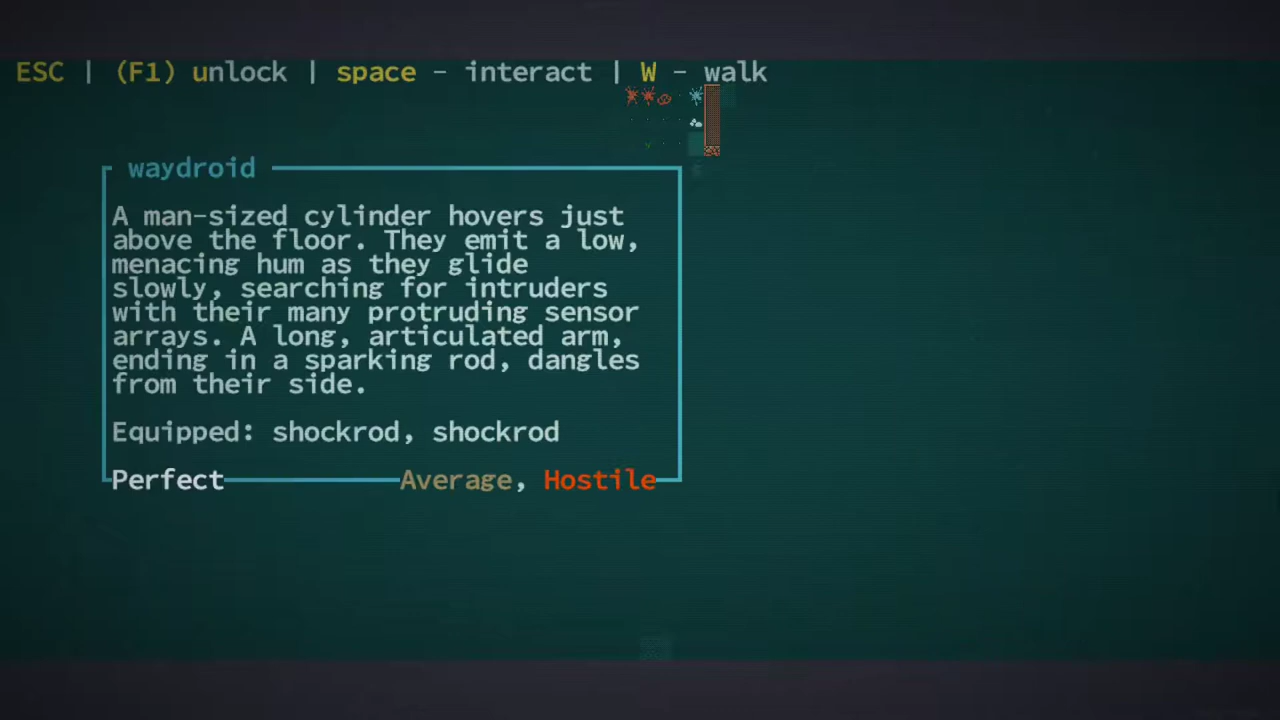 ESC | (F1) unlock | space - interact | W - walk
waydroid
A man-sized cylinder hovers just
above the floor. They emit a low,
menacing hum as they glide
slowly, searching for intruders
with their many protruding sensor
arrays. A long, articulated arm,
ending in a sparking rod, dangles
from their side.
Equipped: shockrod, shockrod
Perfect Average, Hostile